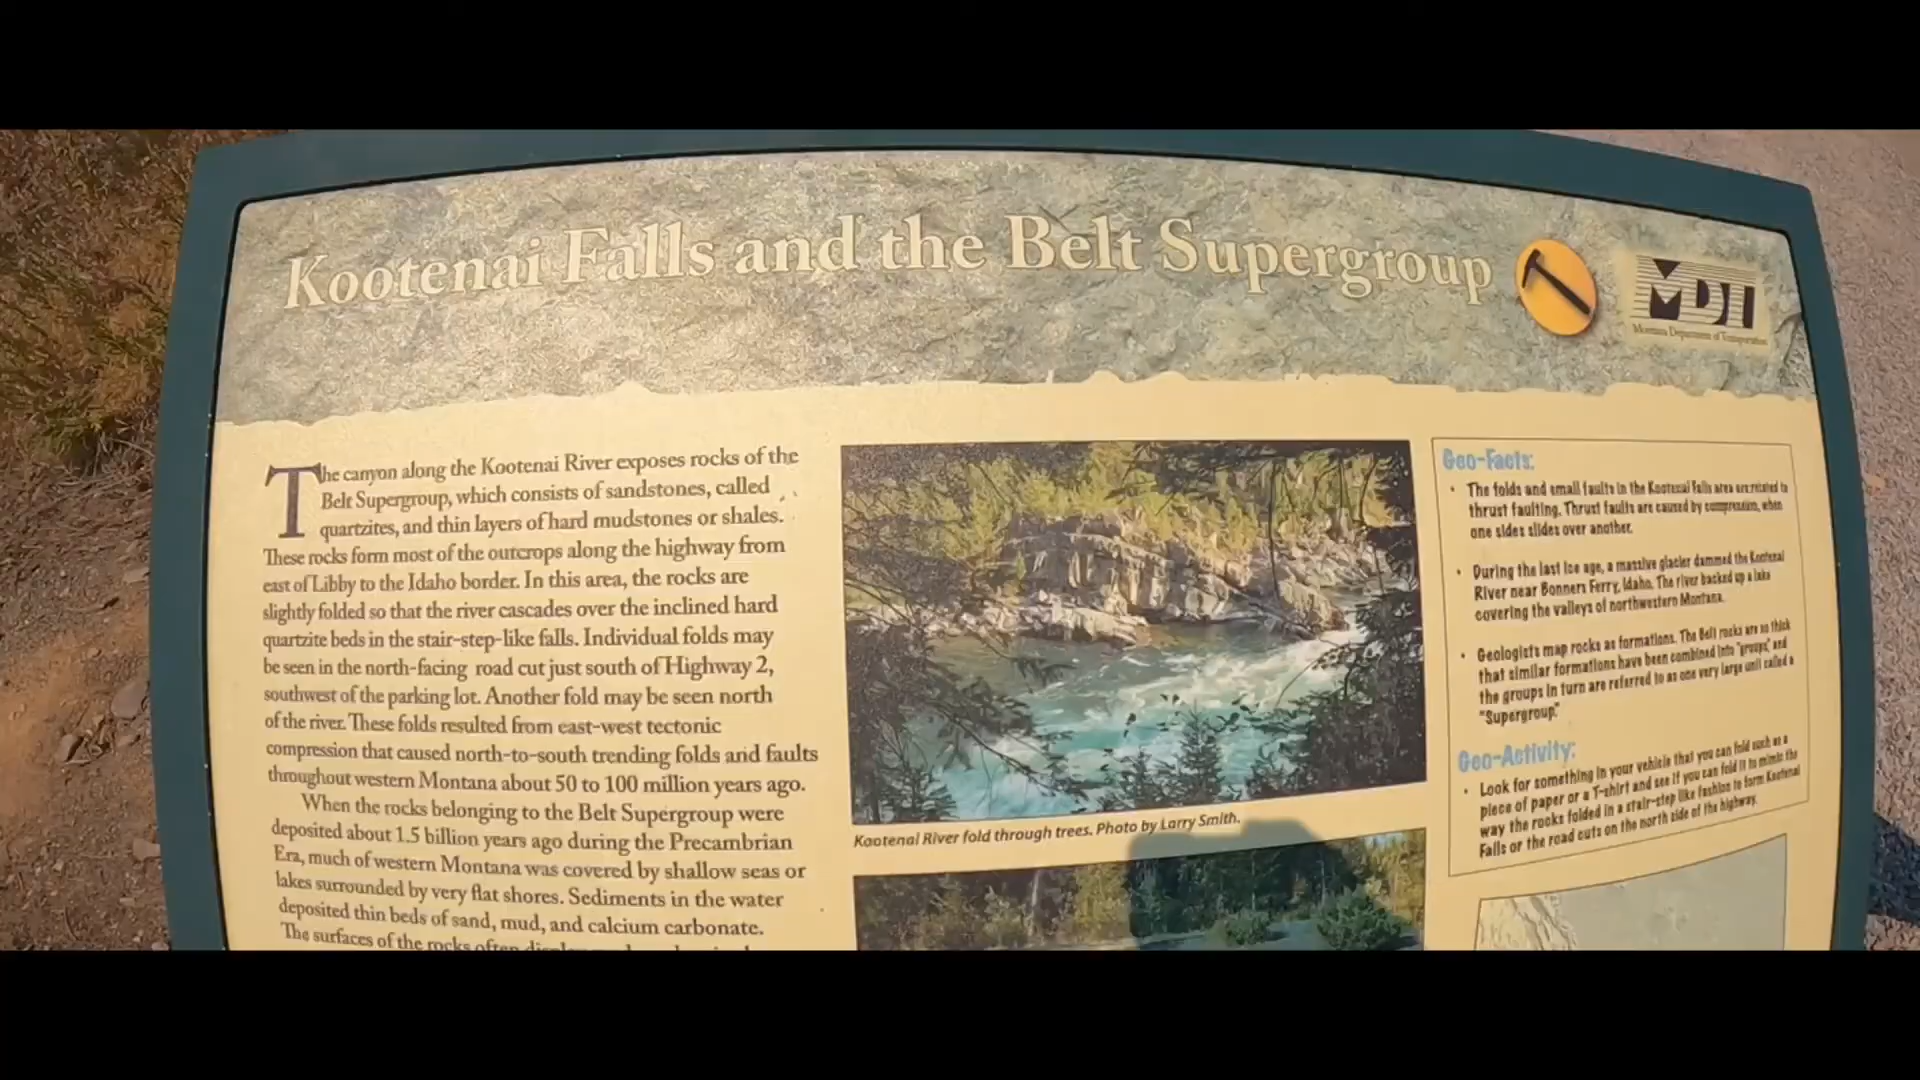 Kootenai Falls and the Belt Supergroup
MDT
Montana Department of Transportation
The canyon along the Kootenai River exposes rocks of the
Belt Supergroup, which consists of sandstones, called
quartzites, and thin layers of hard mudstones or shales.
These rocks form most of the outcrops along the highway from
east of Libby to the Idaho border. In this area, the rocks are
slightly folded so that the river cascades over the inclined hard
quartzite beds in the stair-step-like falls. Individual folds may
be seen in the north-facing road cut just south of Highway 2,
southwest of the parking lot. Another fold may be seen north
of the river. These folds resulted from east-west tectonic
compression that caused north-to-south trending folds and faults
throughout western Montana about 50 to 100 million years ago.
When the rocks belonging to the Belt Supergroup were
deposited about 1.5 billion years ago during the Precambrian
Era, much of western Montana was covered by shallow seas or
lakes surrounded by very flat shores. Sediments in the water
deposited thin beds of sand, mud, and calcium carbonate.
The surfaces of the rocks often
Kootenai River fold through trees. Photo by Larry Smith.
Geo-Facts:
• The folds and small faults in the Kootenai Falls area are related to
thrust faulting. Thrust faults are caused by compression, when
one sides slides over another.
• During the last ice age, a massive glacier dammed the Kootenai
River near Bonners Ferry, Idaho. The river backed up a lake
covering the valleys of northwestern Montana.
• Geologists map rocks as formations. The Belt rocks are so thick
that similar formations have been combined into "groups," and
the groups in turn are referred to as one very large unit called a
"Supergroup."
Geo-Activity:
• Look for something in your vehicle that you can fold such as a
piece of paper or a T-shirt and see if you can fold it to mimic the
way the rocks folded in a stair-step like fashion to form Kootenai
Falls or the road cuts on the north side of the highway.